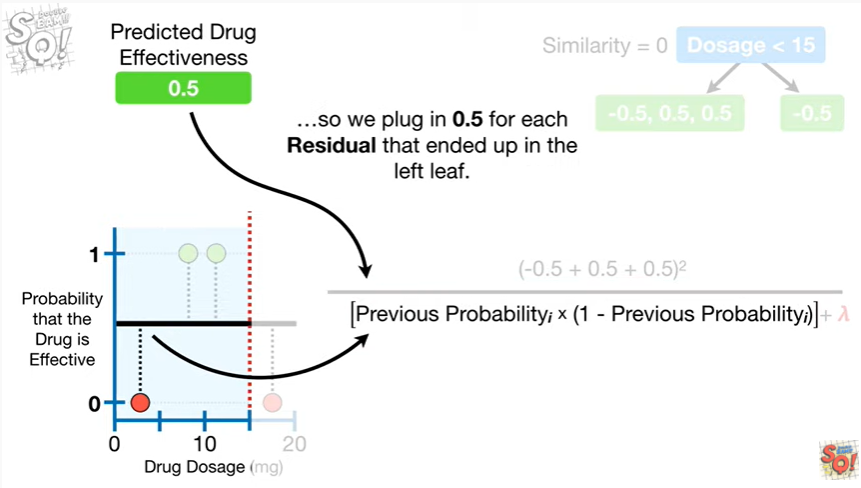 Predicted Drug
Effectiveness
0.5
…so we plug in 0.5 for each
Residual that ended up in the
left leaf.
Similarity = 0
Dosage < 15
-0.5, 0.5, 0.5
-0.5
(-0.5 + 0.5 + 0.5)²
[Previous Probabilityᵢ × (1 - Previous Probabilityᵢ)] + λ
Probability
that the
Drug is
Effective
1
0
0
10
20
Drug Dosage (mg)
SQ!
SQ!